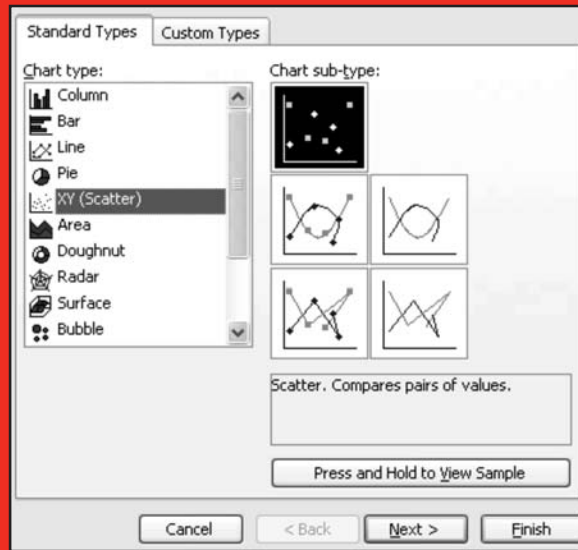 Standard Types
Custom Types
Chart type:
Column
Bar
Line
Pie
XY (Scatter)
Area
Doughnut
Radar
Surface
Bubble
Chart sub-type:
Scatter. Compares pairs of values.
Press and Hold to View Sample
Cancel
< Back
Next >
Finish